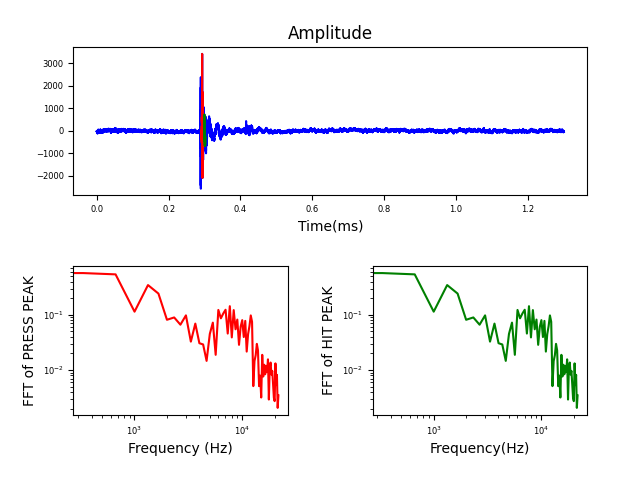 Amplitude
3000
2000
1000
0
−1000
−2000
0.0 0.2 0.4 0.6 0.8 1.0 1.2
Time(ms)
FFT of PRESS PEAK
10⁻¹
10⁻²
10³ 10⁴
Frequency (Hz)
FFT of HIT PEAK
10⁻¹
10⁻²
10³ 10⁴
Frequency(Hz)